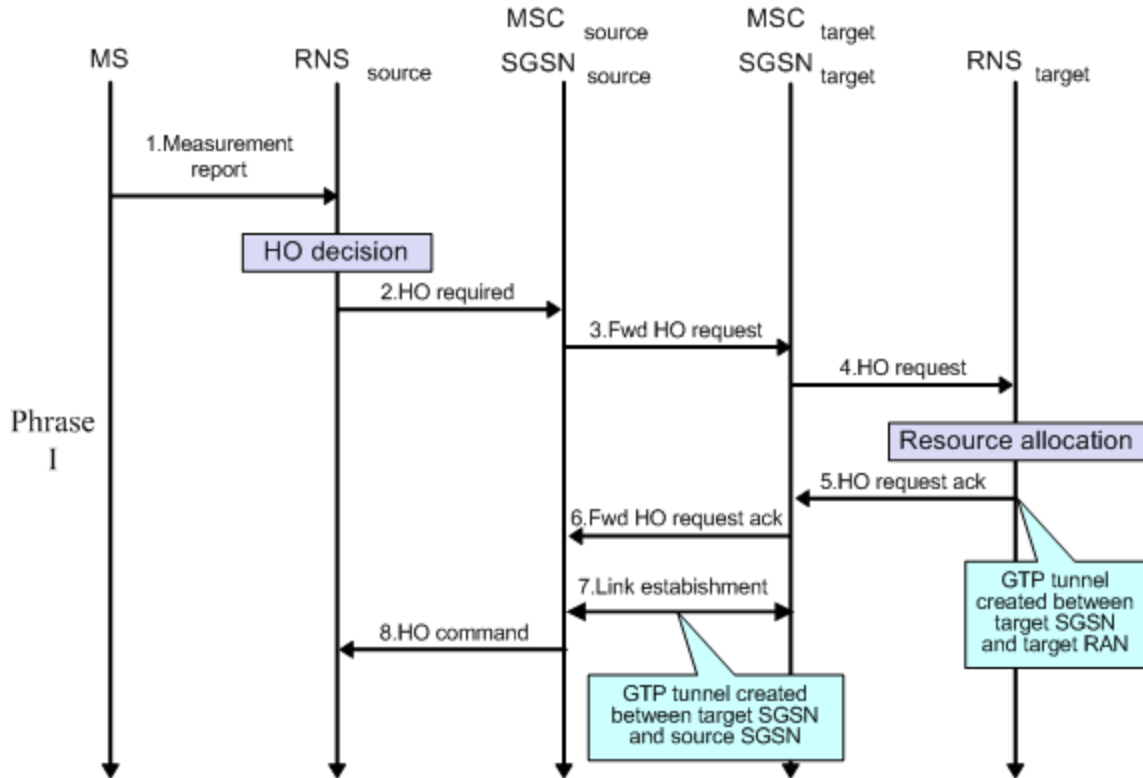 MS
RNS source
MSC source
SGSN source
MSC target
SGSN target
RNS target
1.Measurement
report
HO decision
2.HO required
3.Fwd HO request
4.HO request
Phrase
I
Resource allocation
5.HO request ack
6.Fwd HO request ack
GTP tunnel
created between
target SGSN
and target RAN
7.Link estabishment
8.HO command
GTP tunnel created
between target SGSN
and source SGSN